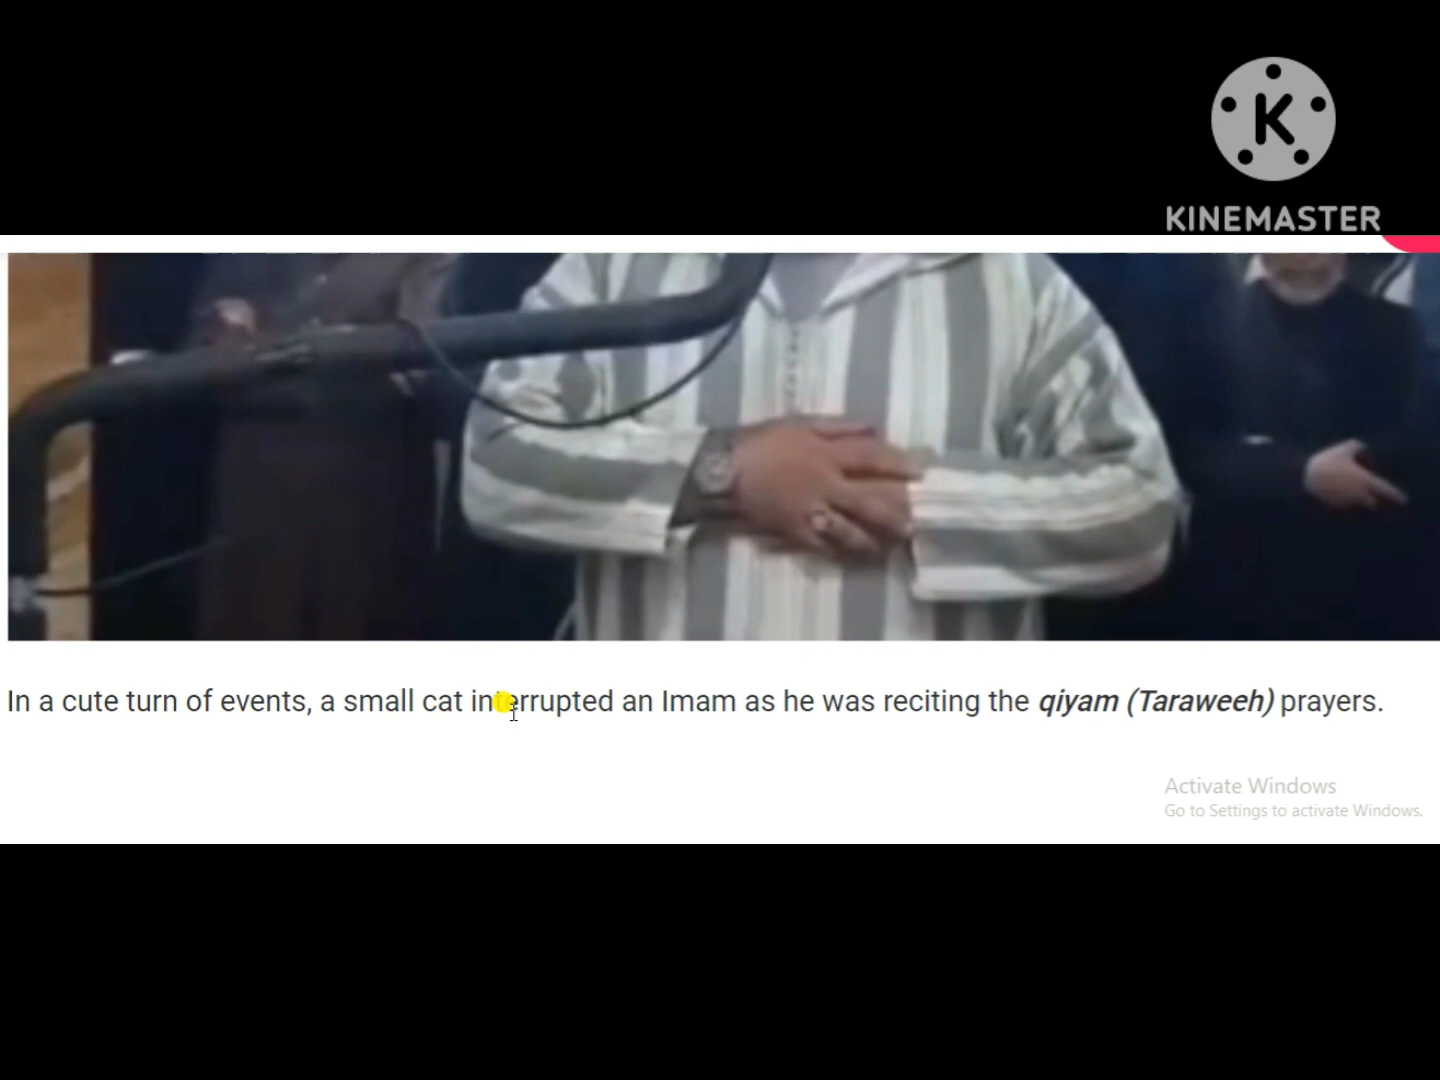 K
KINEMASTER
In a cute turn of events, a small cat interrupted an Imam as he was reciting the qiyam (Taraweeh) prayers.
Activate Windows
Go to Settings to activate Windows.